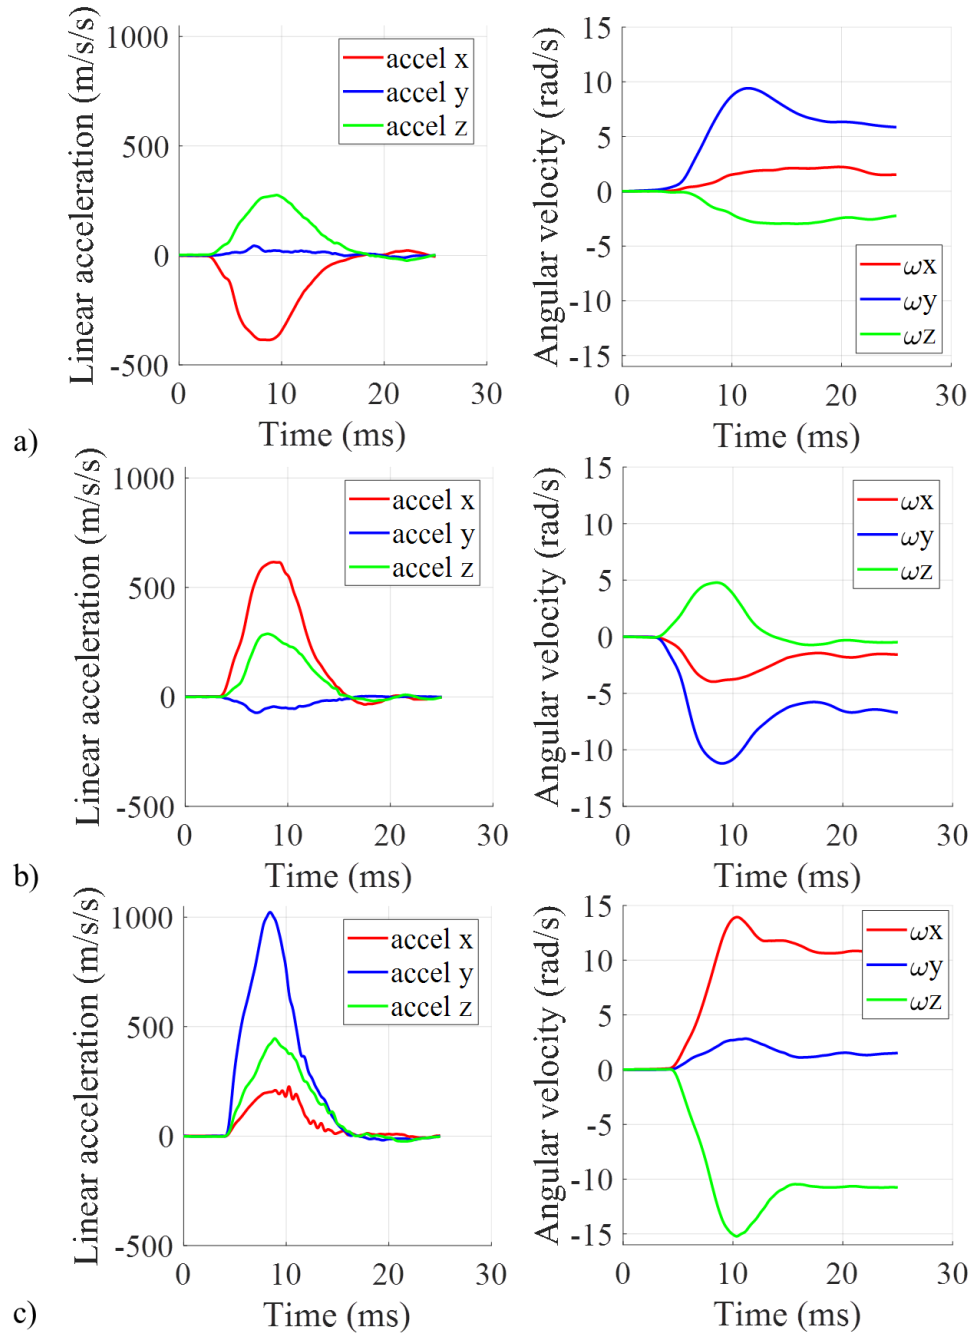 Linear acceleration (m/s/s)
1000
500
0
-500
0 10 20 30
Time (ms)
accel x
accel y
accel z
Angular velocity (rad/s)
15
10
5
0
-5
-10
-15
0 10 20 30
Time (ms)
ωx
ωy
ωz
a)
Linear acceleration (m/s/s)
1000
500
0
-500
0 10 20 30
Time (ms)
accel x
accel y
accel z
Angular velocity (rad/s)
15
10
5
0
-5
-10
-15
0 10 20 30
Time (ms)
ωx
ωy
ωz
b)
Linear acceleration (m/s/s)
1000
500
0
-500
0 10 20 30
Time (ms)
accel x
accel y
accel z
Angular velocity (rad/s)
15
10
5
0
-5
-10
-15
0 10 20 30
Time (ms)
ωx
ωy
ωz
c)